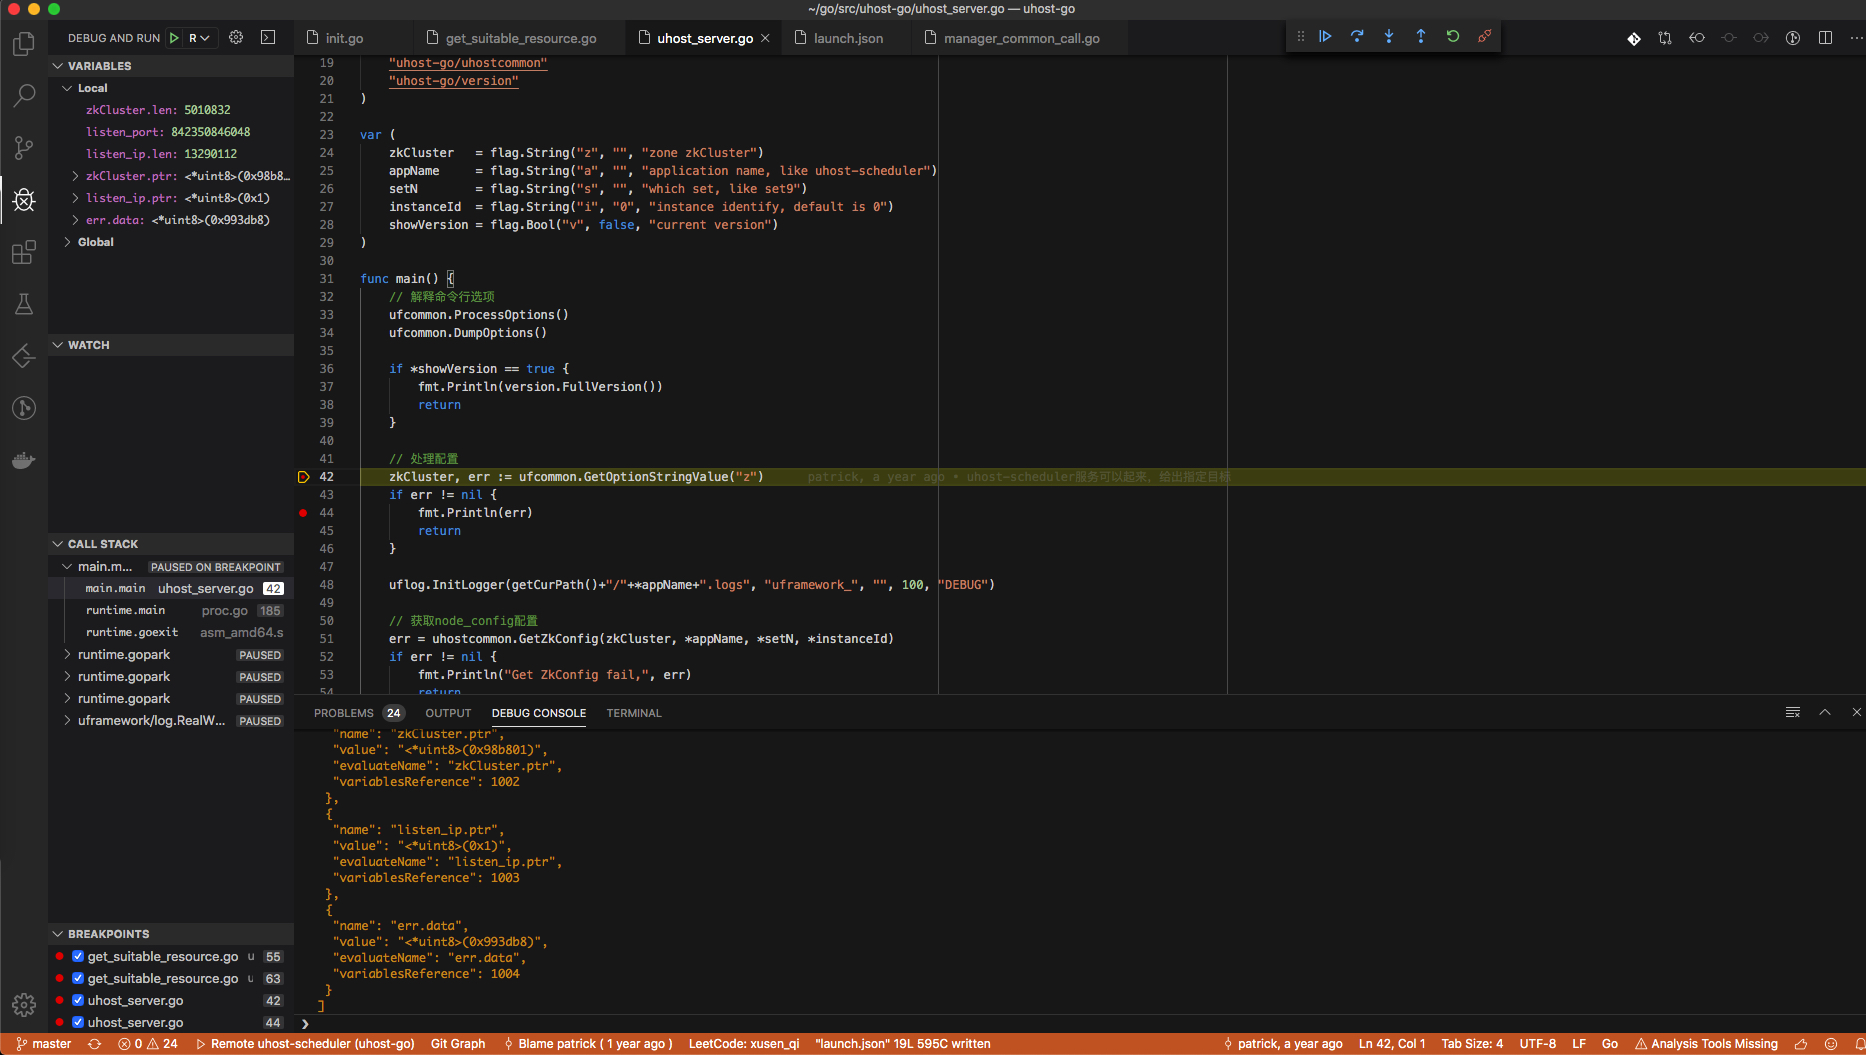 ~/go/src/uhost-go/uhost_server.go — uhost-go
DEBUG AND RUN
R
init.go
get_suitable_resource.go
uhost_server.go
launch.json
manager_common_call.go
VARIABLES
Local
zkCluster.len: 5010832
listen_port: 842350846048
listen_ip.len: 13290112
zkCluster.ptr: <*uint8>(0x98b8…
listen_ip.ptr: <*uint8>(0x1)
err.data: <*uint8>(0x993db8)
Global
WATCH
CALL STACK
main.m… PAUSED ON BREAKPOINT
main.main uhost_server.go 42
runtime.main proc.go 185
runtime.goexit asm_amd64.s
runtime.gopark PAUSED
runtime.gopark PAUSED
runtime.gopark PAUSED
uframework/log.RealW… PAUSED
BREAKPOINTS
get_suitable_resource.go u 55
get_suitable_resource.go u 63
uhost_server.go 42
uhost_server.go 44
19 "uhost-go/uhostcommon"
20 "uhost-go/version"
21 )
22
23 var (
24 zkCluster = flag.String("z", "", "zone zkCluster")
25 appName = flag.String("a", "", "application name, like uhost-scheduler")
26 setN = flag.String("s", "", "which set, like set9")
27 instanceId = flag.String("i", "0", "instance identify, default is 0")
28 showVersion = flag.Bool("v", false, "current version")
29 )
30
31 func main() {
32 // 解释命令行选项
33 ufcommon.ProcessOptions()
34 ufcommon.DumpOptions()
35
36 if *showVersion == true {
37 fmt.Println(version.FullVersion())
38 return
39 }
40
41 // 处理配置
42 zkCluster, err := ufcommon.GetOptionStringValue("z") patrick, a year ago • uhost-scheduler服务可以起来，给出指定目标
43 if err != nil {
44 fmt.Println(err)
45 return
46 }
47
48 uflog.InitLogger(getCurPath()+"/"+*appName+".logs", "uframework_", "", 100, "DEBUG")
49
50 // 获取node_config配置
51 err = uhostcommon.GetZkConfig(zkCluster, *appName, *setN, *instanceId)
52 if err != nil {
53 fmt.Println("Get ZkConfig fail,", err)
54 return
PROBLEMS 24 OUTPUT DEBUG CONSOLE TERMINAL
"name": "zkCluster.ptr",
"value": "<*uint8>(0x98b801)",
"evaluateName": "zkCluster.ptr",
"variablesReference": 1002
},
{
"name": "listen_ip.ptr",
"value": "<*uint8>(0x1)",
"evaluateName": "listen_ip.ptr",
"variablesReference": 1003
},
{
"name": "err.data",
"value": "<*uint8>(0x993db8)",
"evaluateName": "err.data",
"variablesReference": 1004
}
]
master 0 24 Remote uhost-scheduler (uhost-go) Git Graph Blame patrick ( 1 year ago ) LeetCode: xusen_qi "launch.json" 19L 595C written patrick, a year ago Ln 42, Col 1 Tab Size: 4 UTF-8 LF Go Analysis Tools Missing